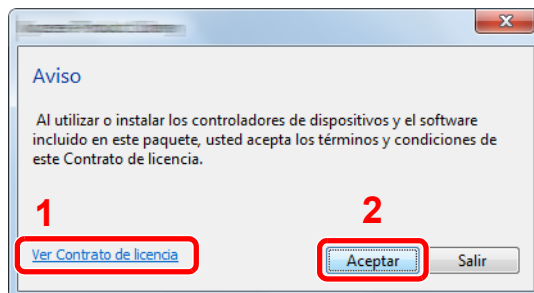 Aviso
Al utilizar o instalar los controladores de dispositivos y el software
incluido en este paquete, usted acepta los términos y condiciones de
este Contrato de licencia.
1
2
Ver Contrato de licencia
Aceptar
Salir